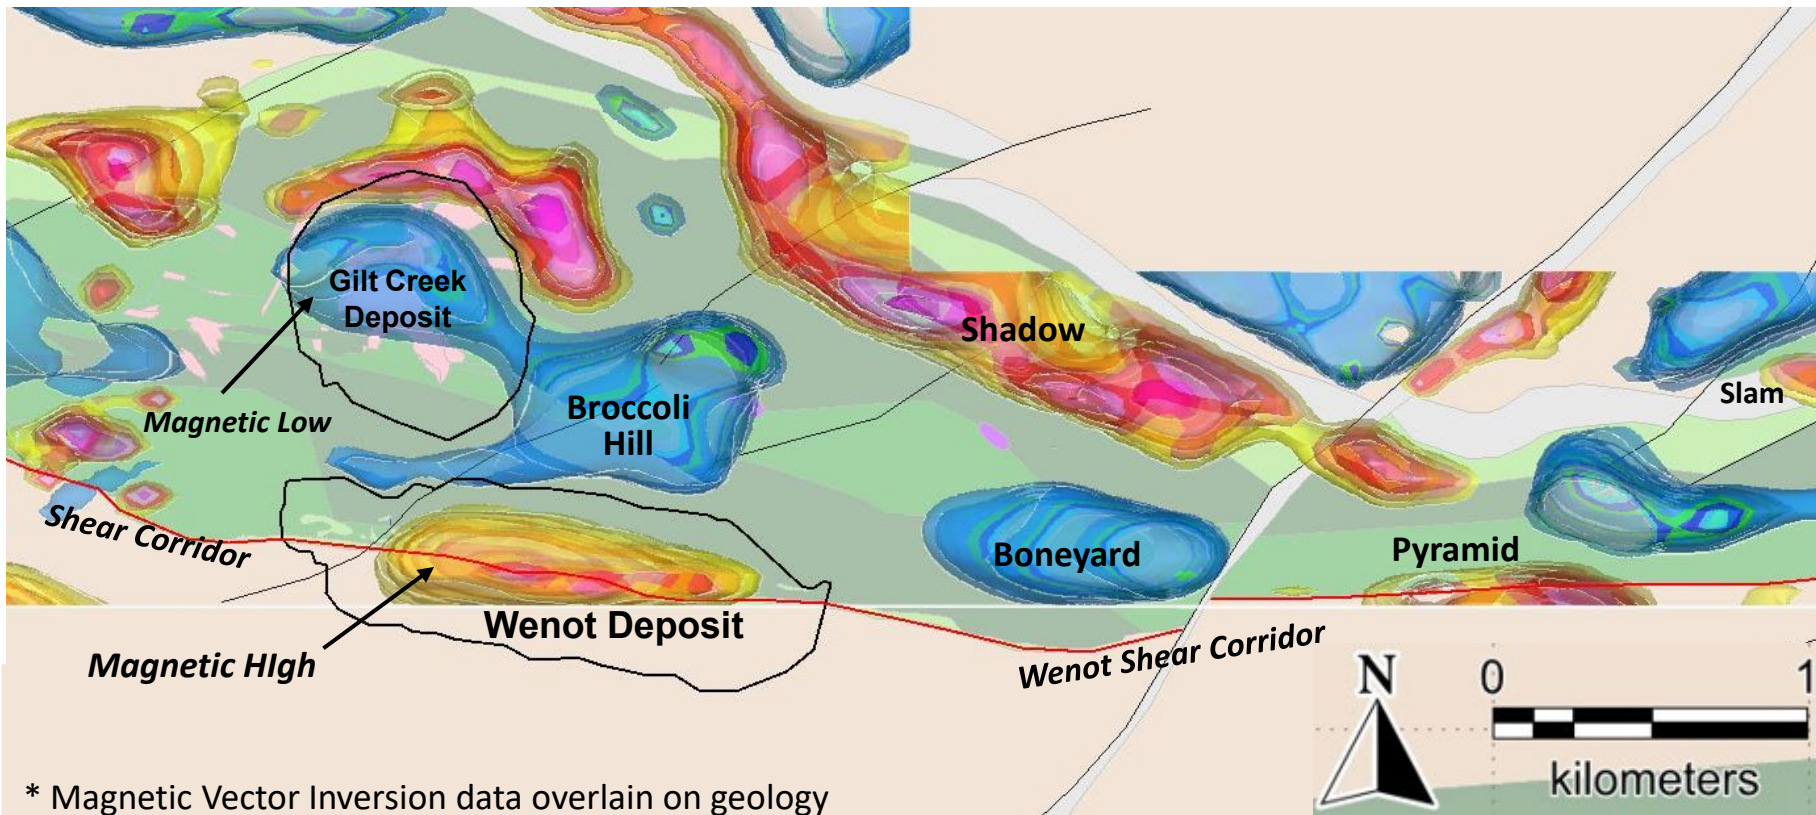 Gilt Creek
Deposit
Shadow
Slam
Magnetic Low
Broccoli
Hill
Shear Corridor
Boneyard
Pyramid
Wenot Deposit
Magnetic HIgh
Wenot Shear Corridor
N
0
1
kilometers
* Magnetic Vector Inversion data overlain on geology